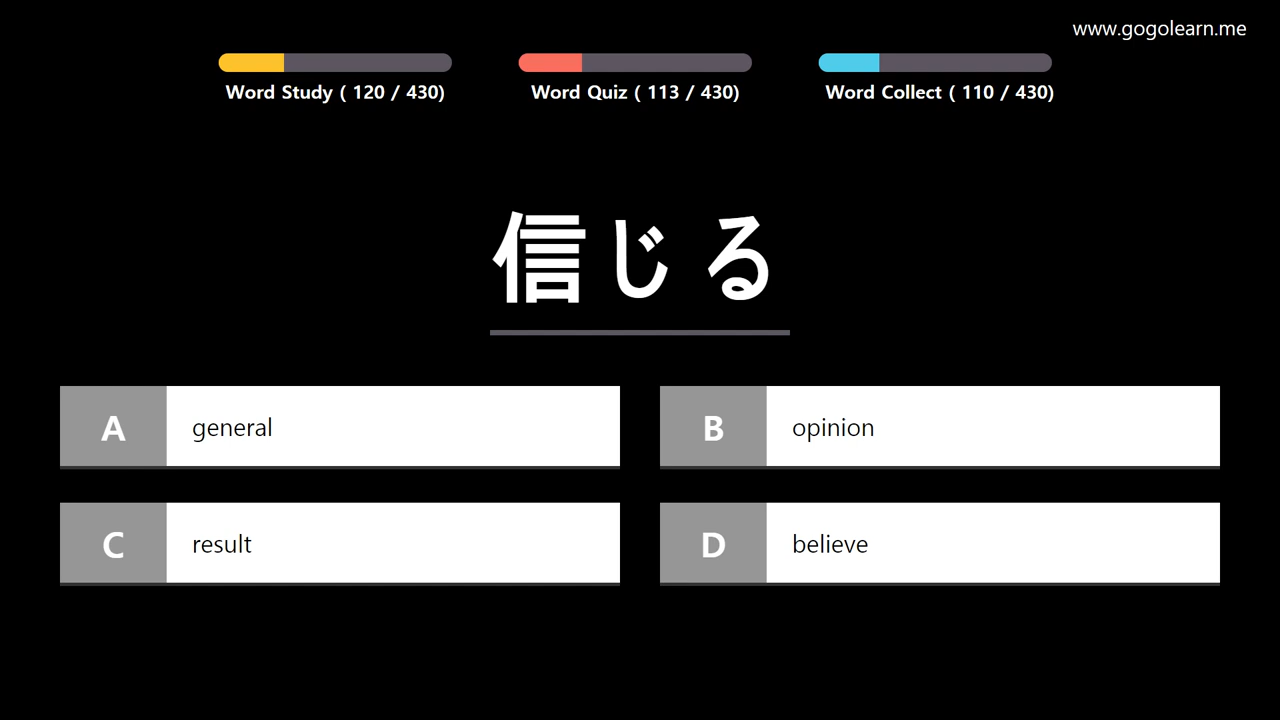 www.gogolearn.me
Word Study ( 120 / 430)
Word Quiz ( 113 / 430)
Word Collect ( 110 / 430)
信じる
A general
B opinion
C result
D believe